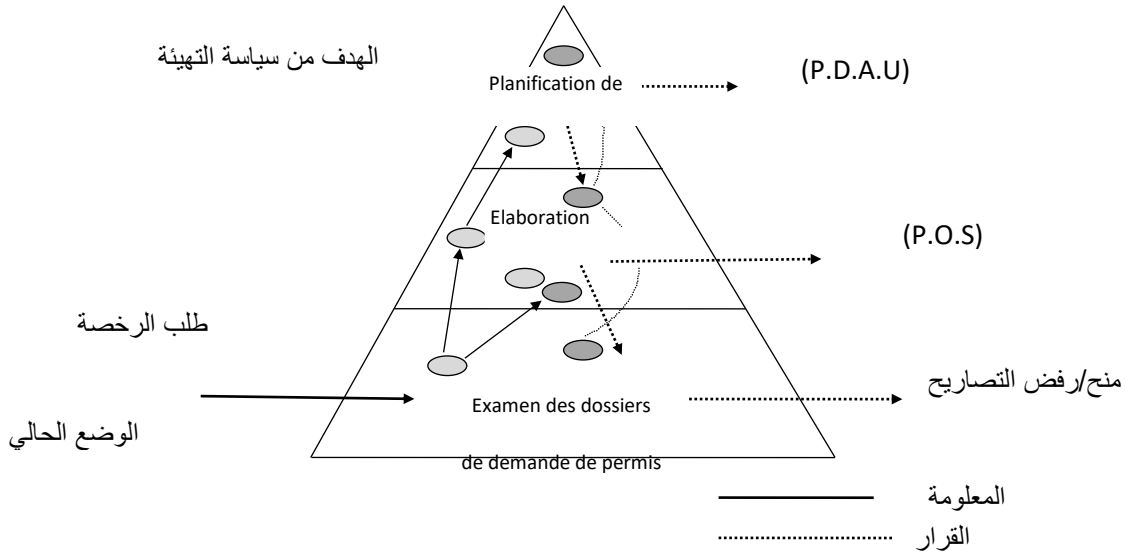 الهدف من سياسة التهيئة
Planification de
(P.D.A.U)
Elaboration
(P.O.S)
طلب الرخصة
منح/رفض التصاريح
Examen des dossiers
الوضع الحالي
de demande de permis
المعلومة
القرار